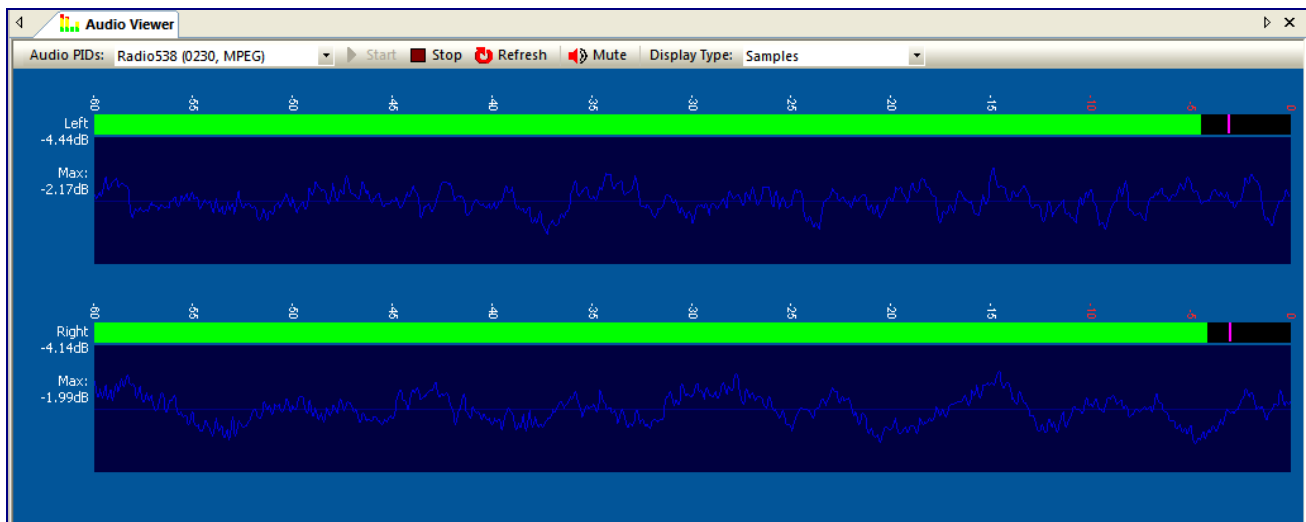 Audio Viewer
Audio PIDs: Radio538 (0230, MPEG) Start Stop Refresh Mute Display Type: Samples
-60 -55 -50 -45 -40 -35 -30 -25 -20 -15 -10 -5 0
Left
-4.44dB
Max:
-2.17dB
-60 -55 -50 -45 -40 -35 -30 -25 -20 -15 -10 -5 0
Right
-4.14dB
Max:
-1.99dB